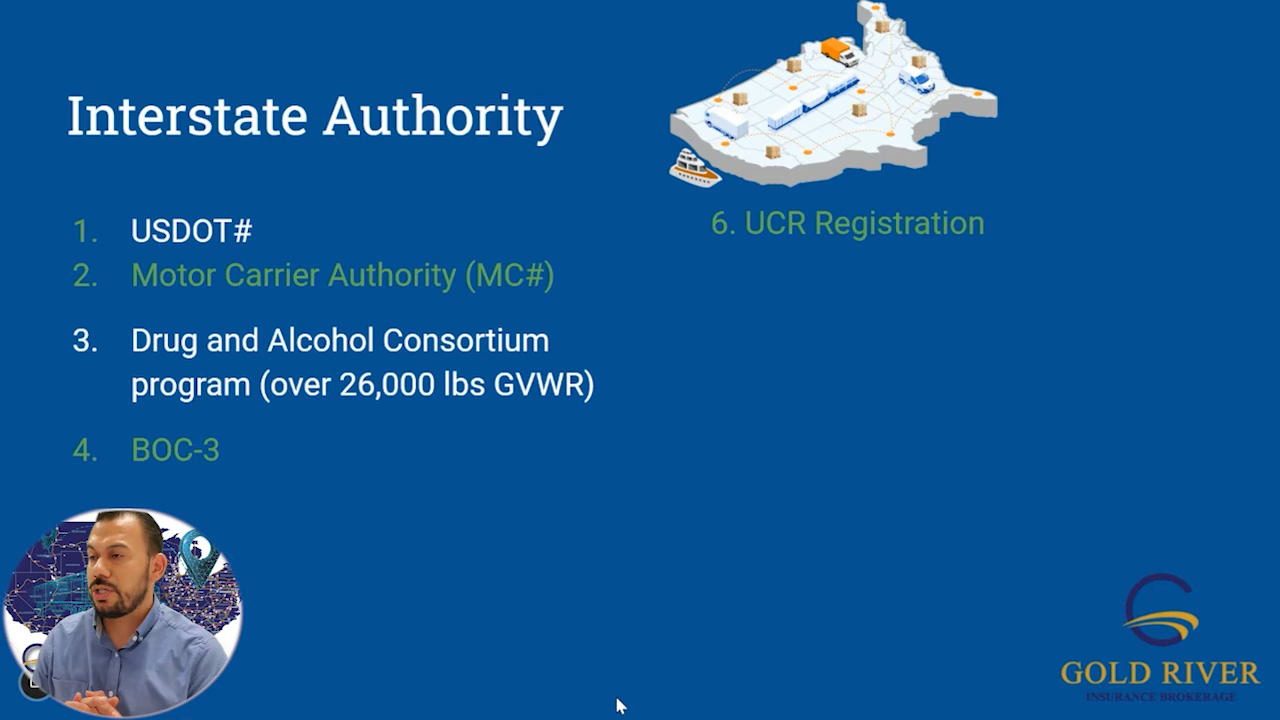 Interstate Authority
1. USDOT#
2. Motor Carrier Authority (MC#)
3. Drug and Alcohol Consortium
program (over 26,000 lbs GVWR)
4. BOC-3
6. UCR Registration
GOLD RIVER
INSURANCE BROKERAGE